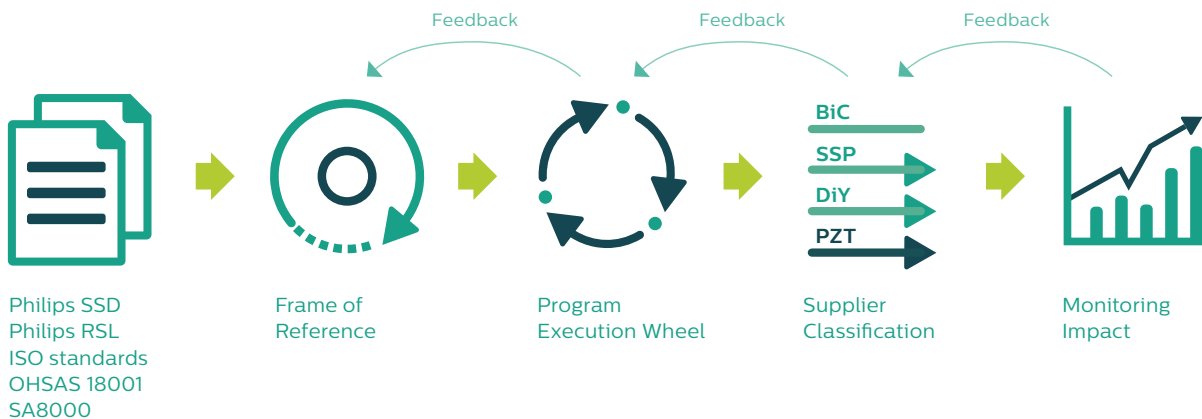 Feedback
Feedback
Feedback
BiC
SSP
DiY
PZT
Philips SSD
Philips RSL
ISO standards
OHSAS 18001
SA8000
Frame of
Reference
Program
Execution Wheel
Supplier
Classification
Monitoring
Impact